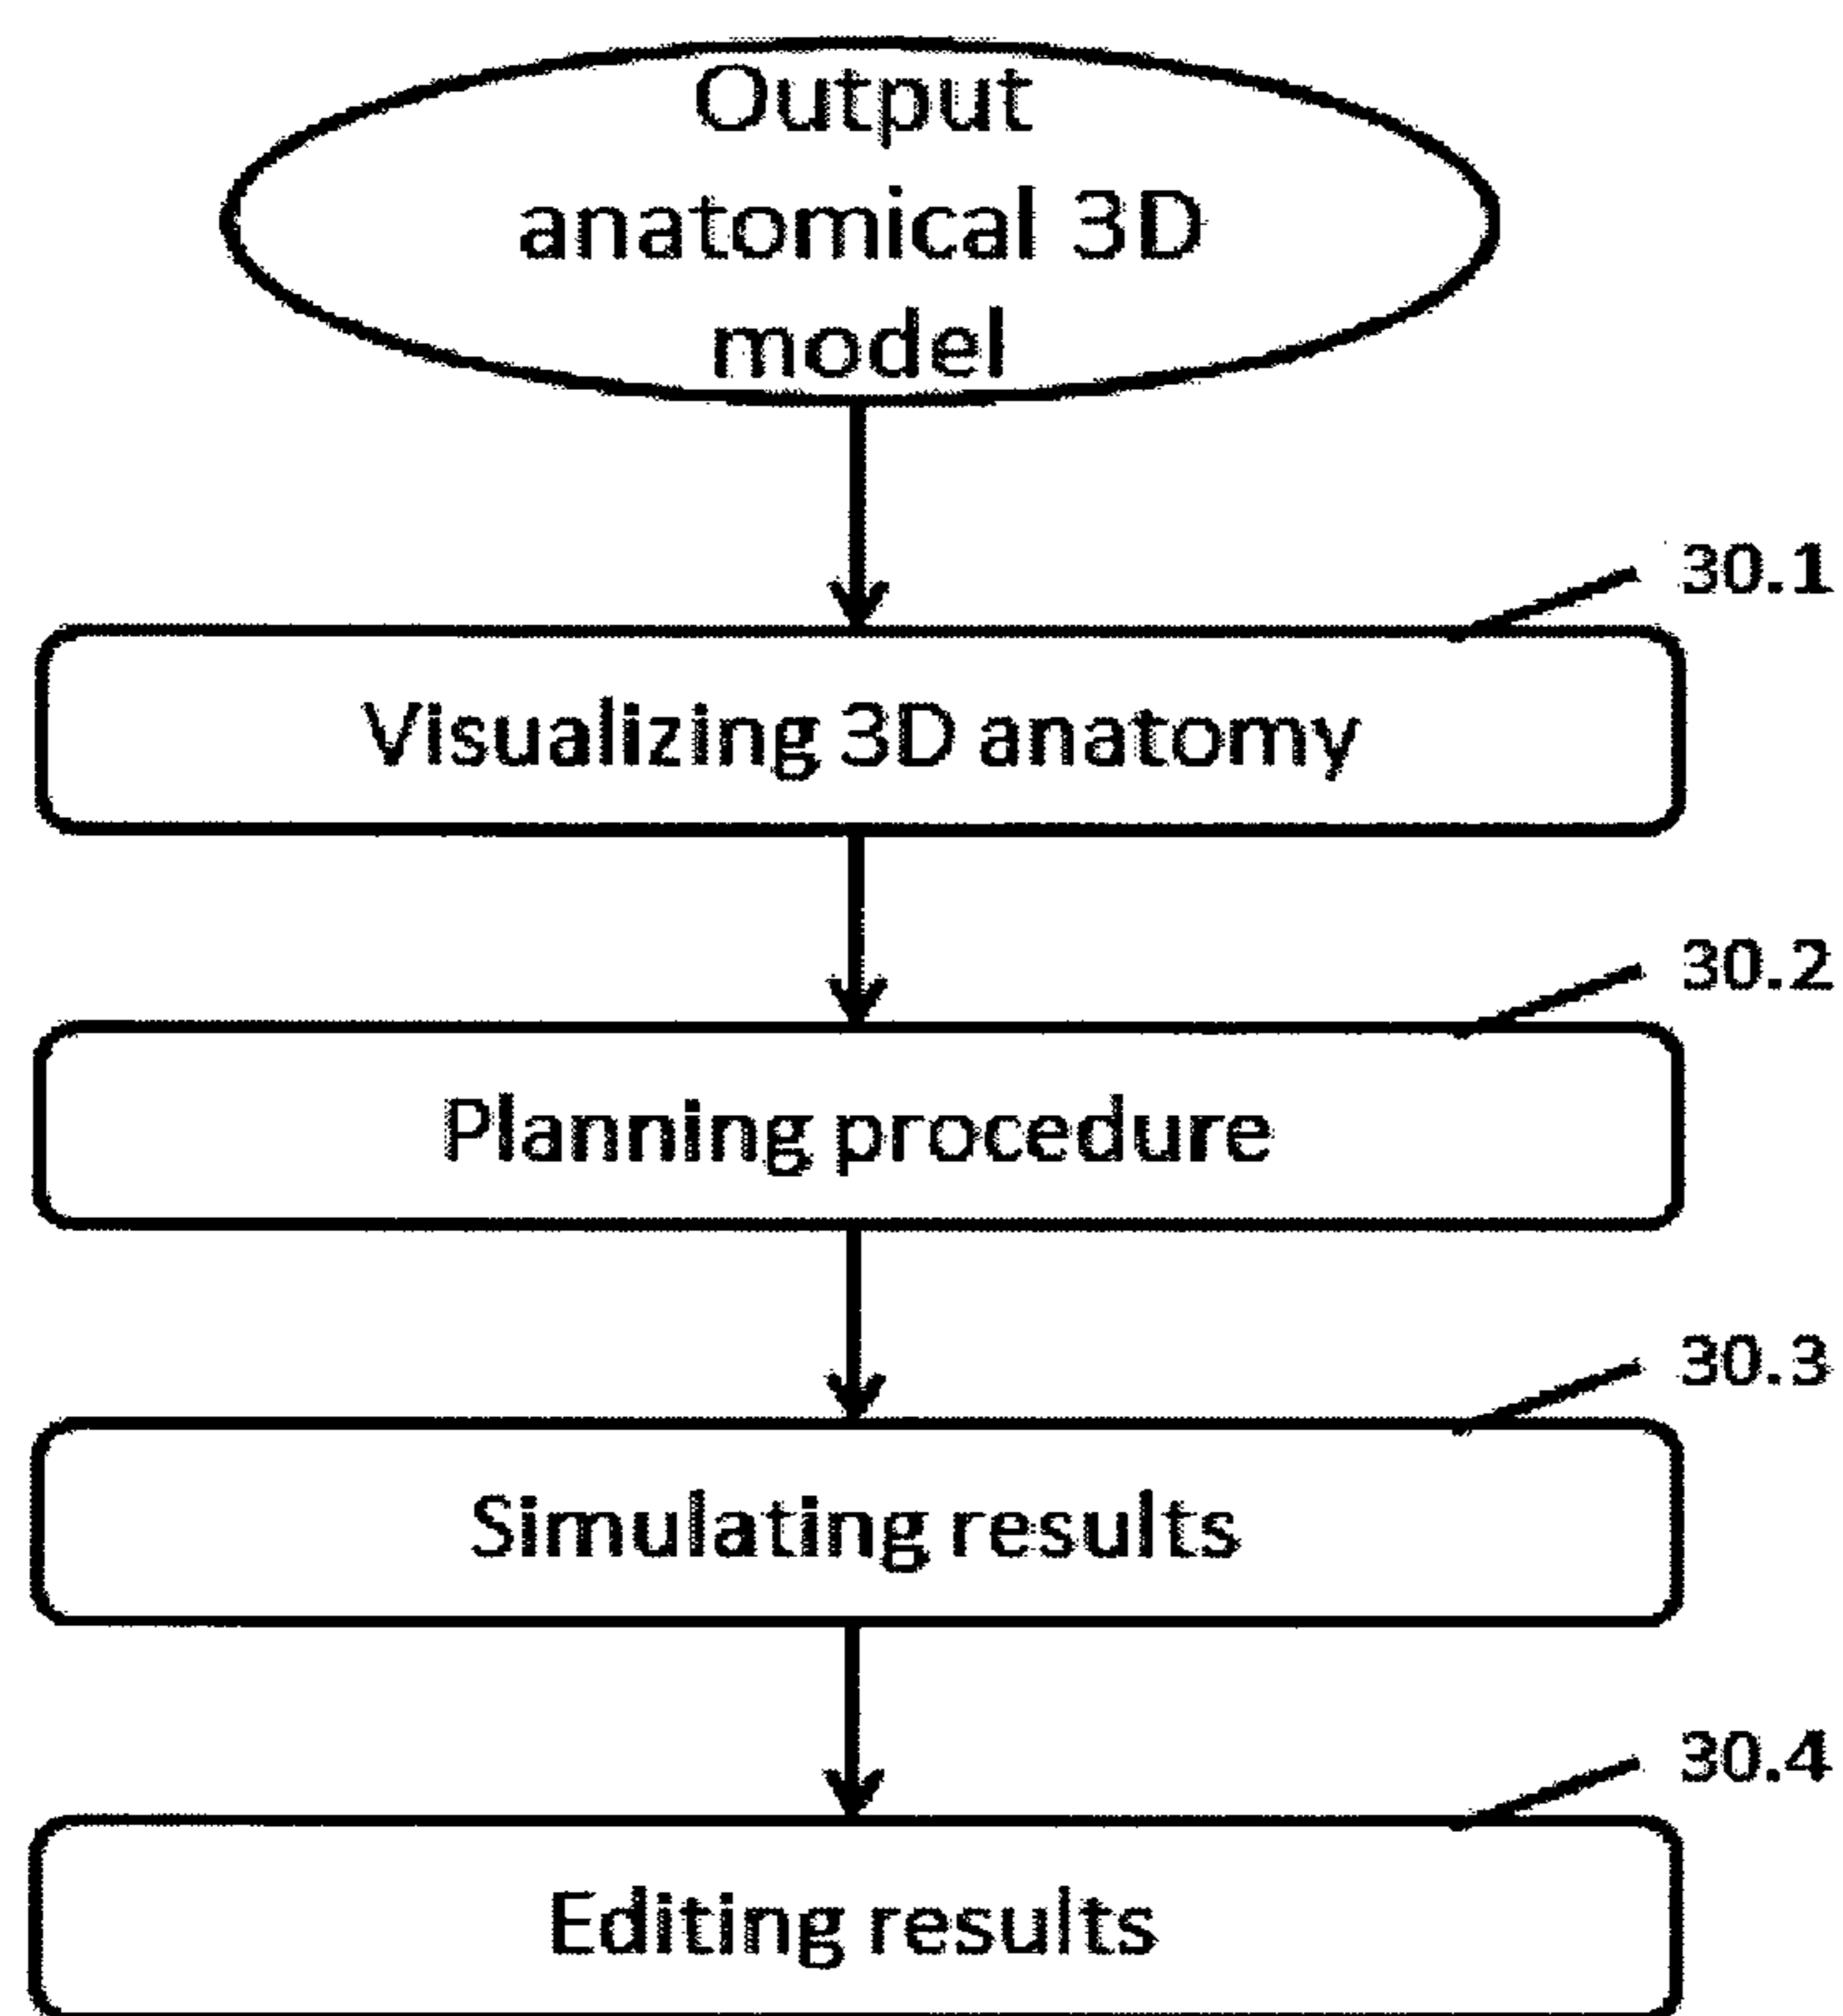 Output
anatomical 3D
model
30.1
Visualizing 3D anatomy
30.2
Planning procedure
30.3
Simulating results
30.4
Editing results